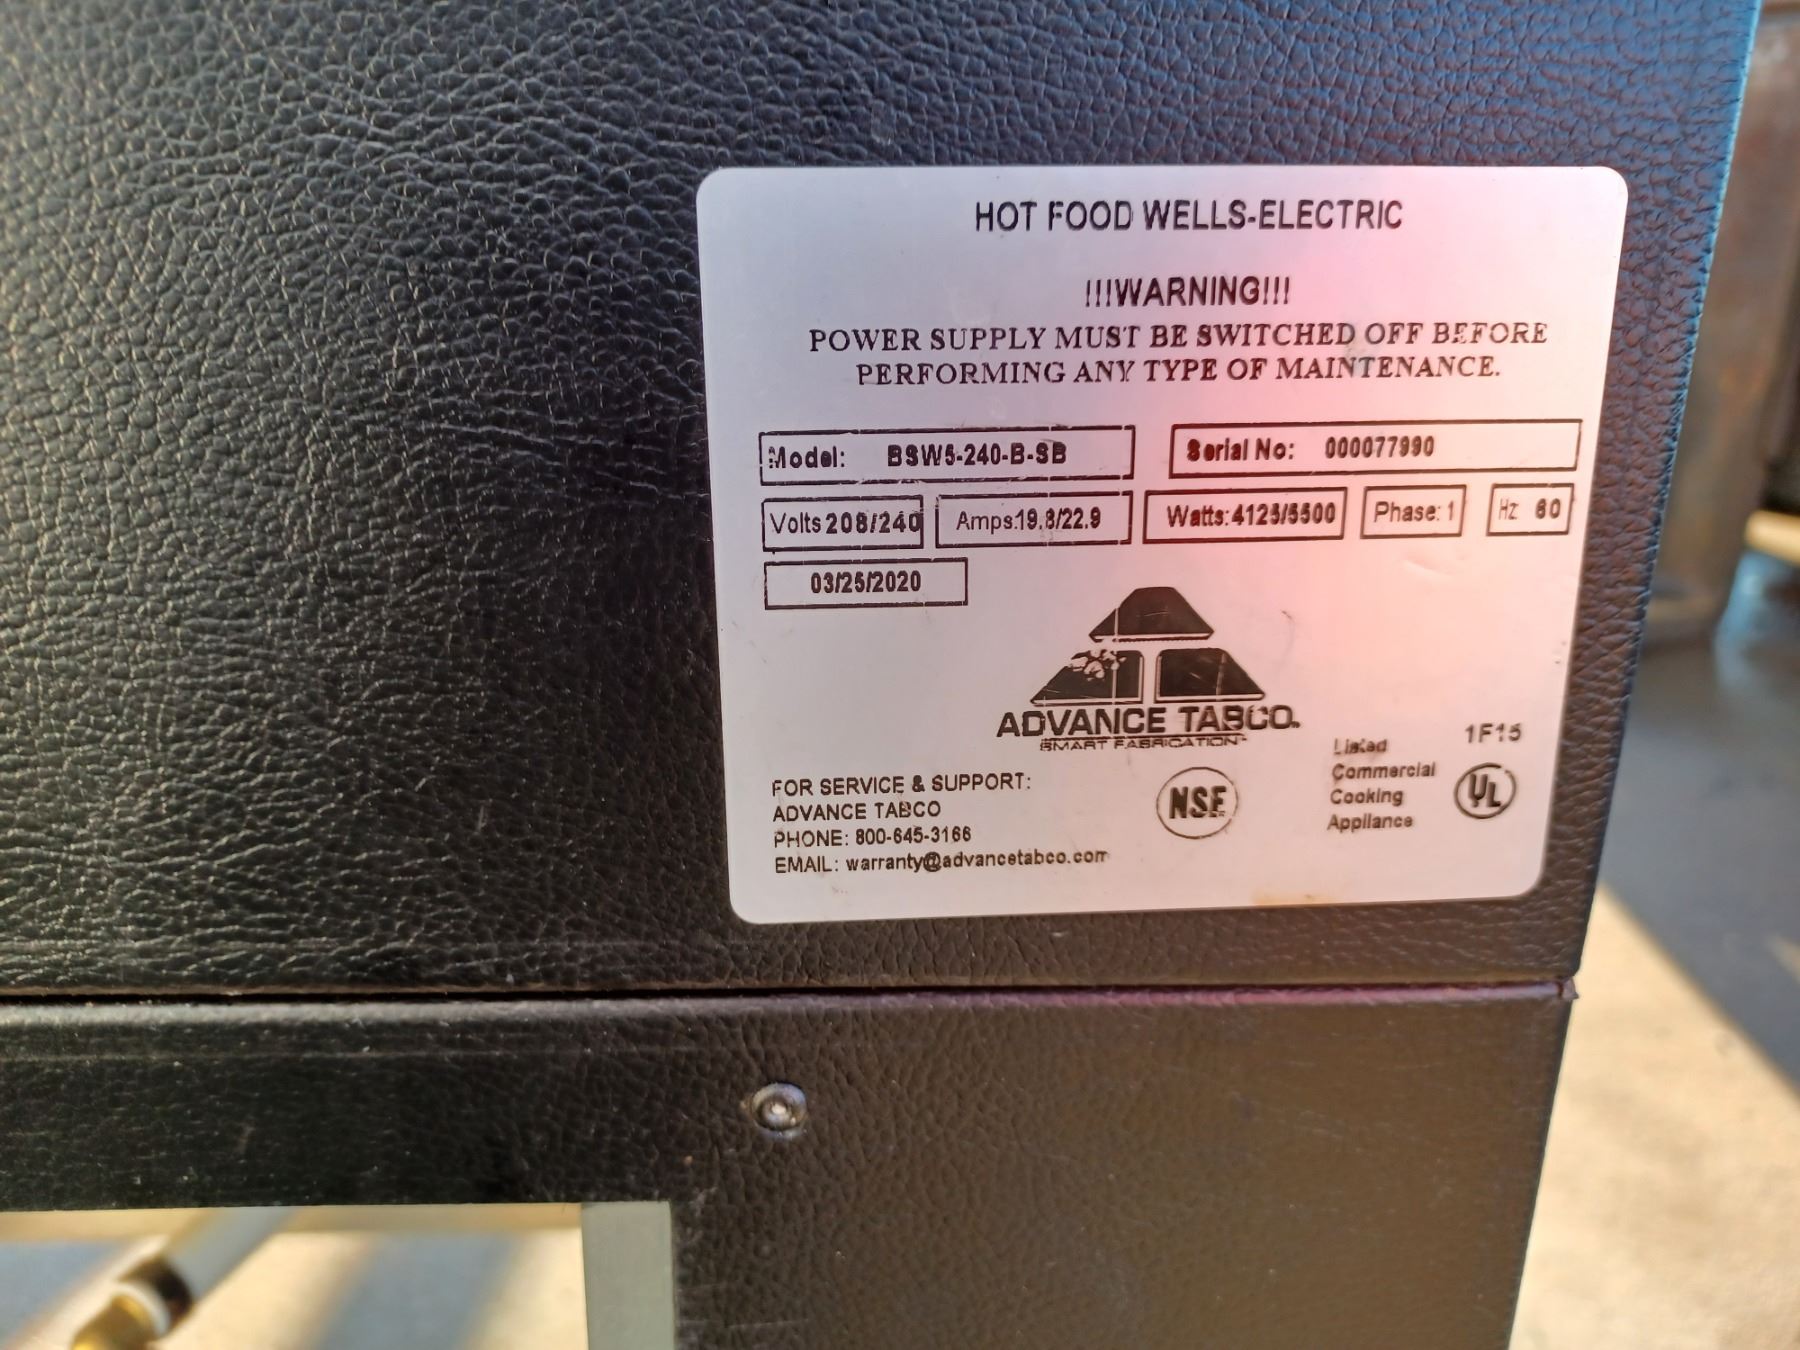 HOT FOOD WELLS-ELECTRIC
!!!WARNING!!!
POWER SUPPLY MUST BE SWITCHED OFF BEFORE
PERFORMING ANY TYPE OF MAINTENANCE.
Model: BSW5-240-B-SB Serial No: 000077990
Volts 208/240 Amps:19.8/22.9 Watts:4125/5500 Phase:1 Hz 60
03/25/2020
ADVANCE TABCO.
SMART FABRICATION™
FOR SERVICE & SUPPORT:
ADVANCE TABCO
PHONE: 800-645-3166
EMAIL: warranty@advancetabco.com
NSF
Listed
Commercial
Cooking
Appliance
1F15
UL